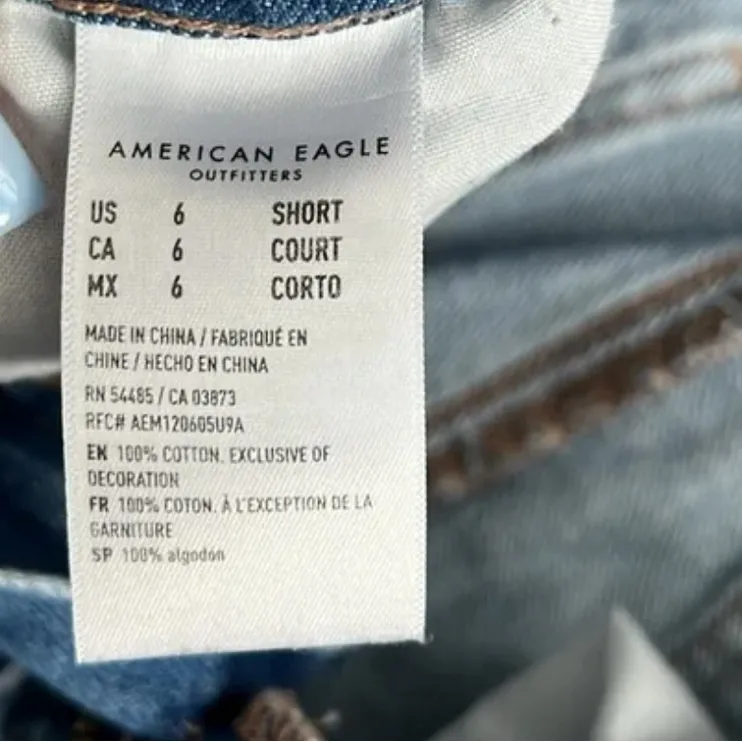 AMERICAN EAGLE
OUTFITTERS
US 6 SHORT
CA 6 COURT
MX 6 CORTO
MADE IN CHINA / FABRIQUÉ EN
CHINE / HECHO EN CHINA
RN 54485 / CA 03873
RFC# AEM120605U9A
EN 100% COTTON. EXCLUSIVE OF
DECORATION
FR 100% COTON. À L'EXCEPTION DE LA
GARNITURE
SP 100% algodon